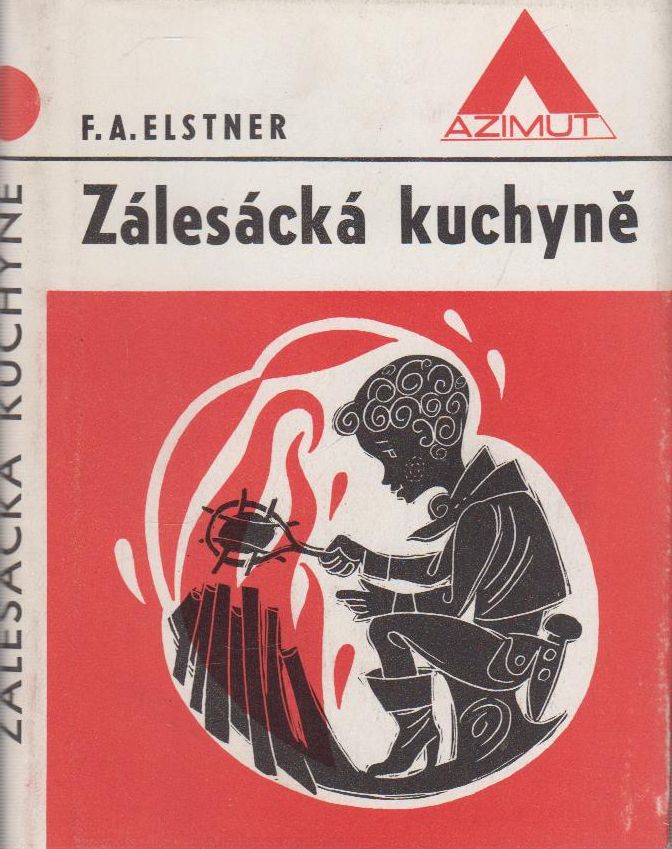 F.A.ELSTNER
AZIMUT
Zálesácká kuchyně
ZÁLESÁCKÁ KUCHYNĚ